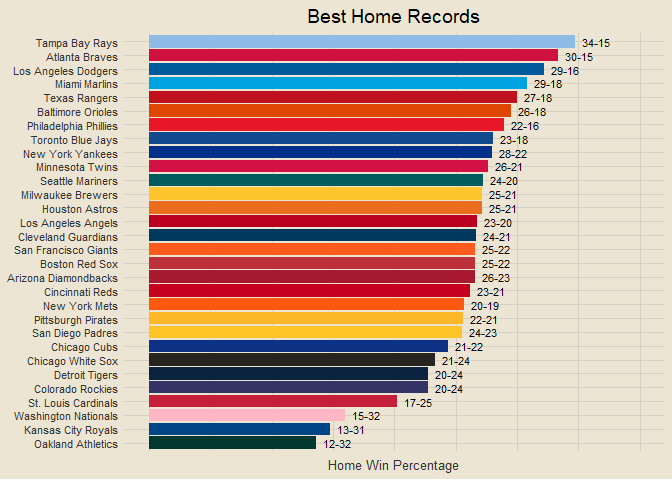 Best Home Records
Tampa Bay Rays 34-15
Atlanta Braves 30-15
Los Angeles Dodgers 29-16
Miami Marlins 29-18
Texas Rangers 27-18
Baltimore Orioles 26-18
Philadelphia Phillies 22-16
Toronto Blue Jays 23-18
New York Yankees 28-22
Minnesota Twins 26-21
Seattle Mariners 24-20
Milwaukee Brewers 25-21
Houston Astros 25-21
Los Angeles Angels 23-20
Cleveland Guardians 24-21
San Francisco Giants 25-22
Boston Red Sox 25-22
Arizona Diamondbacks 26-23
Cincinnati Reds 23-21
New York Mets 20-19
Pittsburgh Pirates 22-21
San Diego Padres 24-23
Chicago Cubs 21-22
Chicago White Sox 21-24
Detroit Tigers 20-24
Colorado Rockies 20-24
St. Louis Cardinals 17-25
Washington Nationals 15-32
Kansas City Royals 13-31
Oakland Athletics 12-32
Home Win Percentage